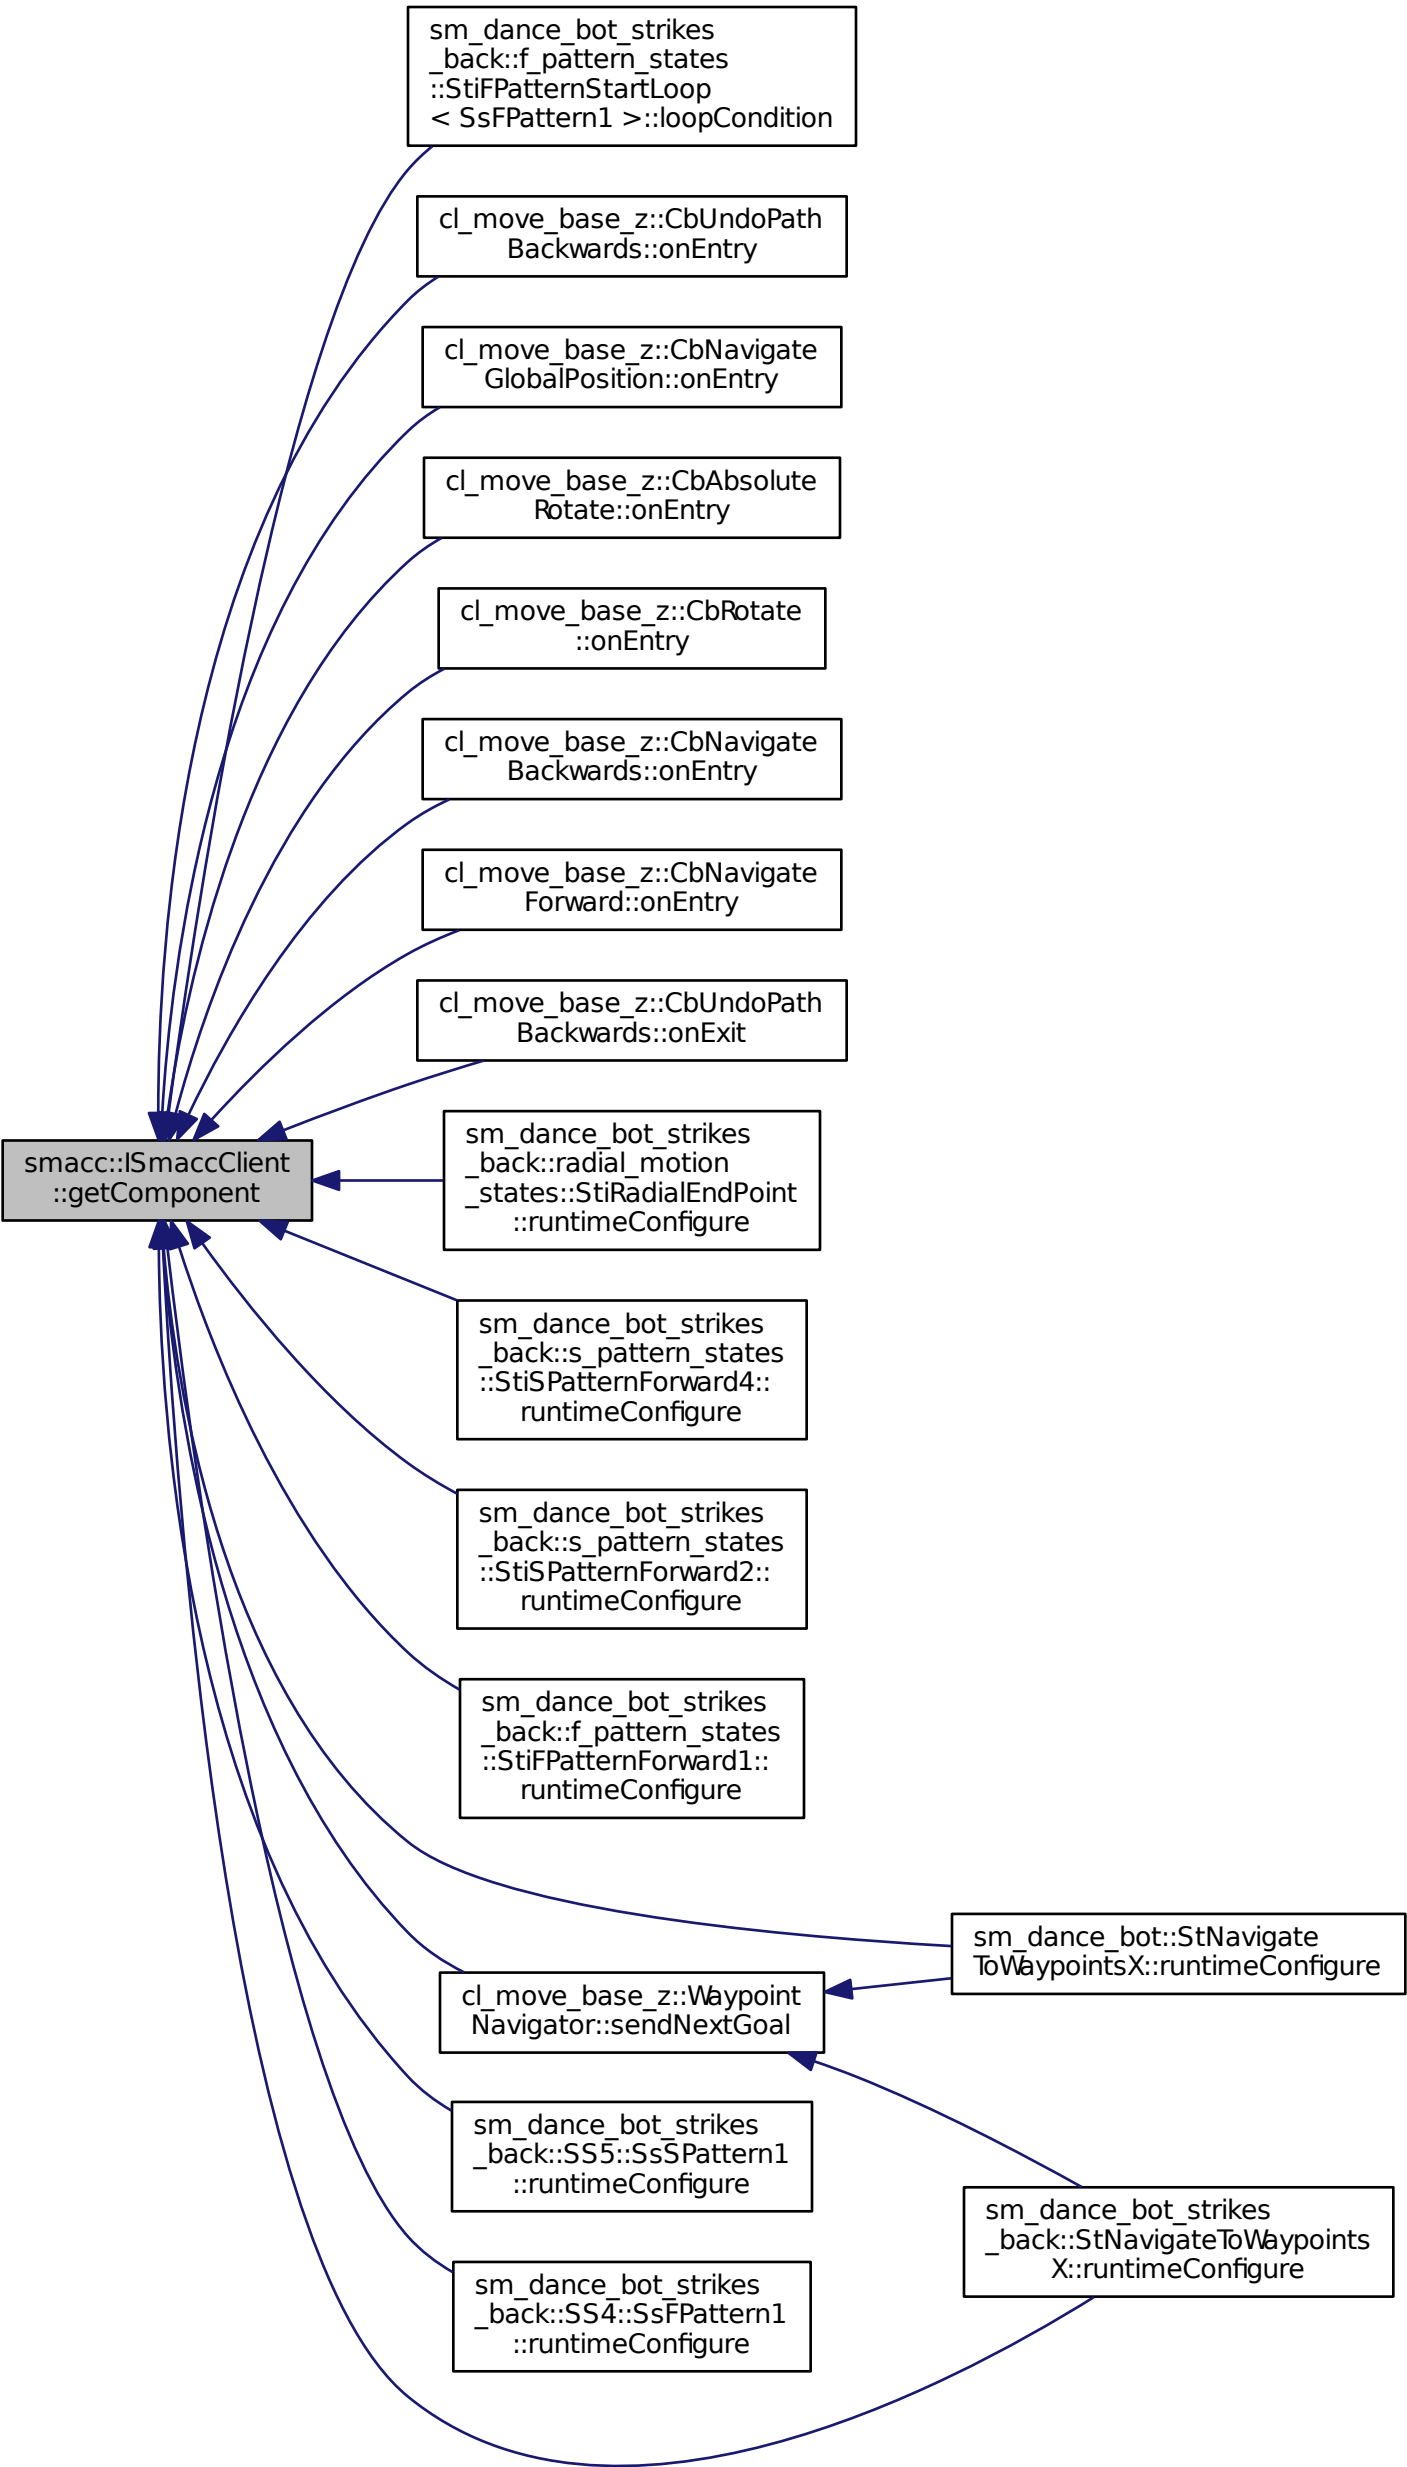 sm_dance_bot_strikes
_back::f_pattern_states
::StiFPatternStartLoop
< SsFPattern1 >::loopCondition
cl_move_base_z::CbUndoPath
Backwards::onEntry
cl_move_base_z::CbNavigate
GlobalPosition::onEntry
cl_move_base_z::CbAbsolute
Rotate::onEntry
cl_move_base_z::CbRotate
::onEntry
cl_move_base_z::CbNavigate
Backwards::onEntry
cl_move_base_z::CbNavigate
Forward::onEntry
cl_move_base_z::CbUndoPath
Backwards::onExit
smacc::ISmaccClient
::getComponent
sm_dance_bot_strikes
_back::radial_motion
_states::StiRadialEndPoint
::runtimeConfigure
sm_dance_bot_strikes
_back::s_pattern_states
::StiSPatternForward4::
runtimeConfigure
sm_dance_bot_strikes
_back::s_pattern_states
::StiSPatternForward2::
runtimeConfigure
sm_dance_bot_strikes
_back::f_pattern_states
::StiFPatternForward1::
runtimeConfigure
sm_dance_bot::StNavigate
ToWaypointsX::runtimeConfigure
cl_move_base_z::Waypoint
Navigator::sendNextGoal
sm_dance_bot_strikes
_back::SS5::SsSPattern1
::runtimeConfigure
sm_dance_bot_strikes
_back::StNavigateToWaypoints
X::runtimeConfigure
sm_dance_bot_strikes
_back::SS4::SsFPattern1
::runtimeConfigure